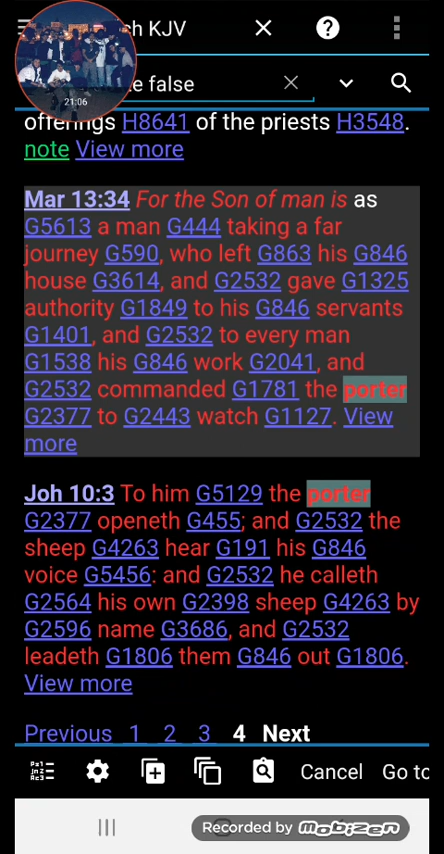 ch KJV
21:06
e false
offerings H8641 of the priests H3548.
note View more
Mar 13:34 For the Son of man is as
G5613 a man G444 taking a far
journey G590, who left G863 his G846
house G3614, and G2532 gave G1325
authority G1849 to his G846 servants
G1401, and G2532 to every man
G1538 his G846 work G2041, and
G2532 commanded G1781 the porter
G2377 to G2443 watch G1127. View
more
Joh 10:3 To him G5129 the porter
G2377 openeth G455; and G2532 the
sheep G4263 hear G191 his G846
voice G5456: and G2532 he calleth
G2564 his own G2398 sheep G4263 by
G2596 name G3686, and G2532
leadeth G1806 them G846 out G1806.
View more
Previous 1 2 3 4 Next
Cancel Go to
Recorded by Mobizen